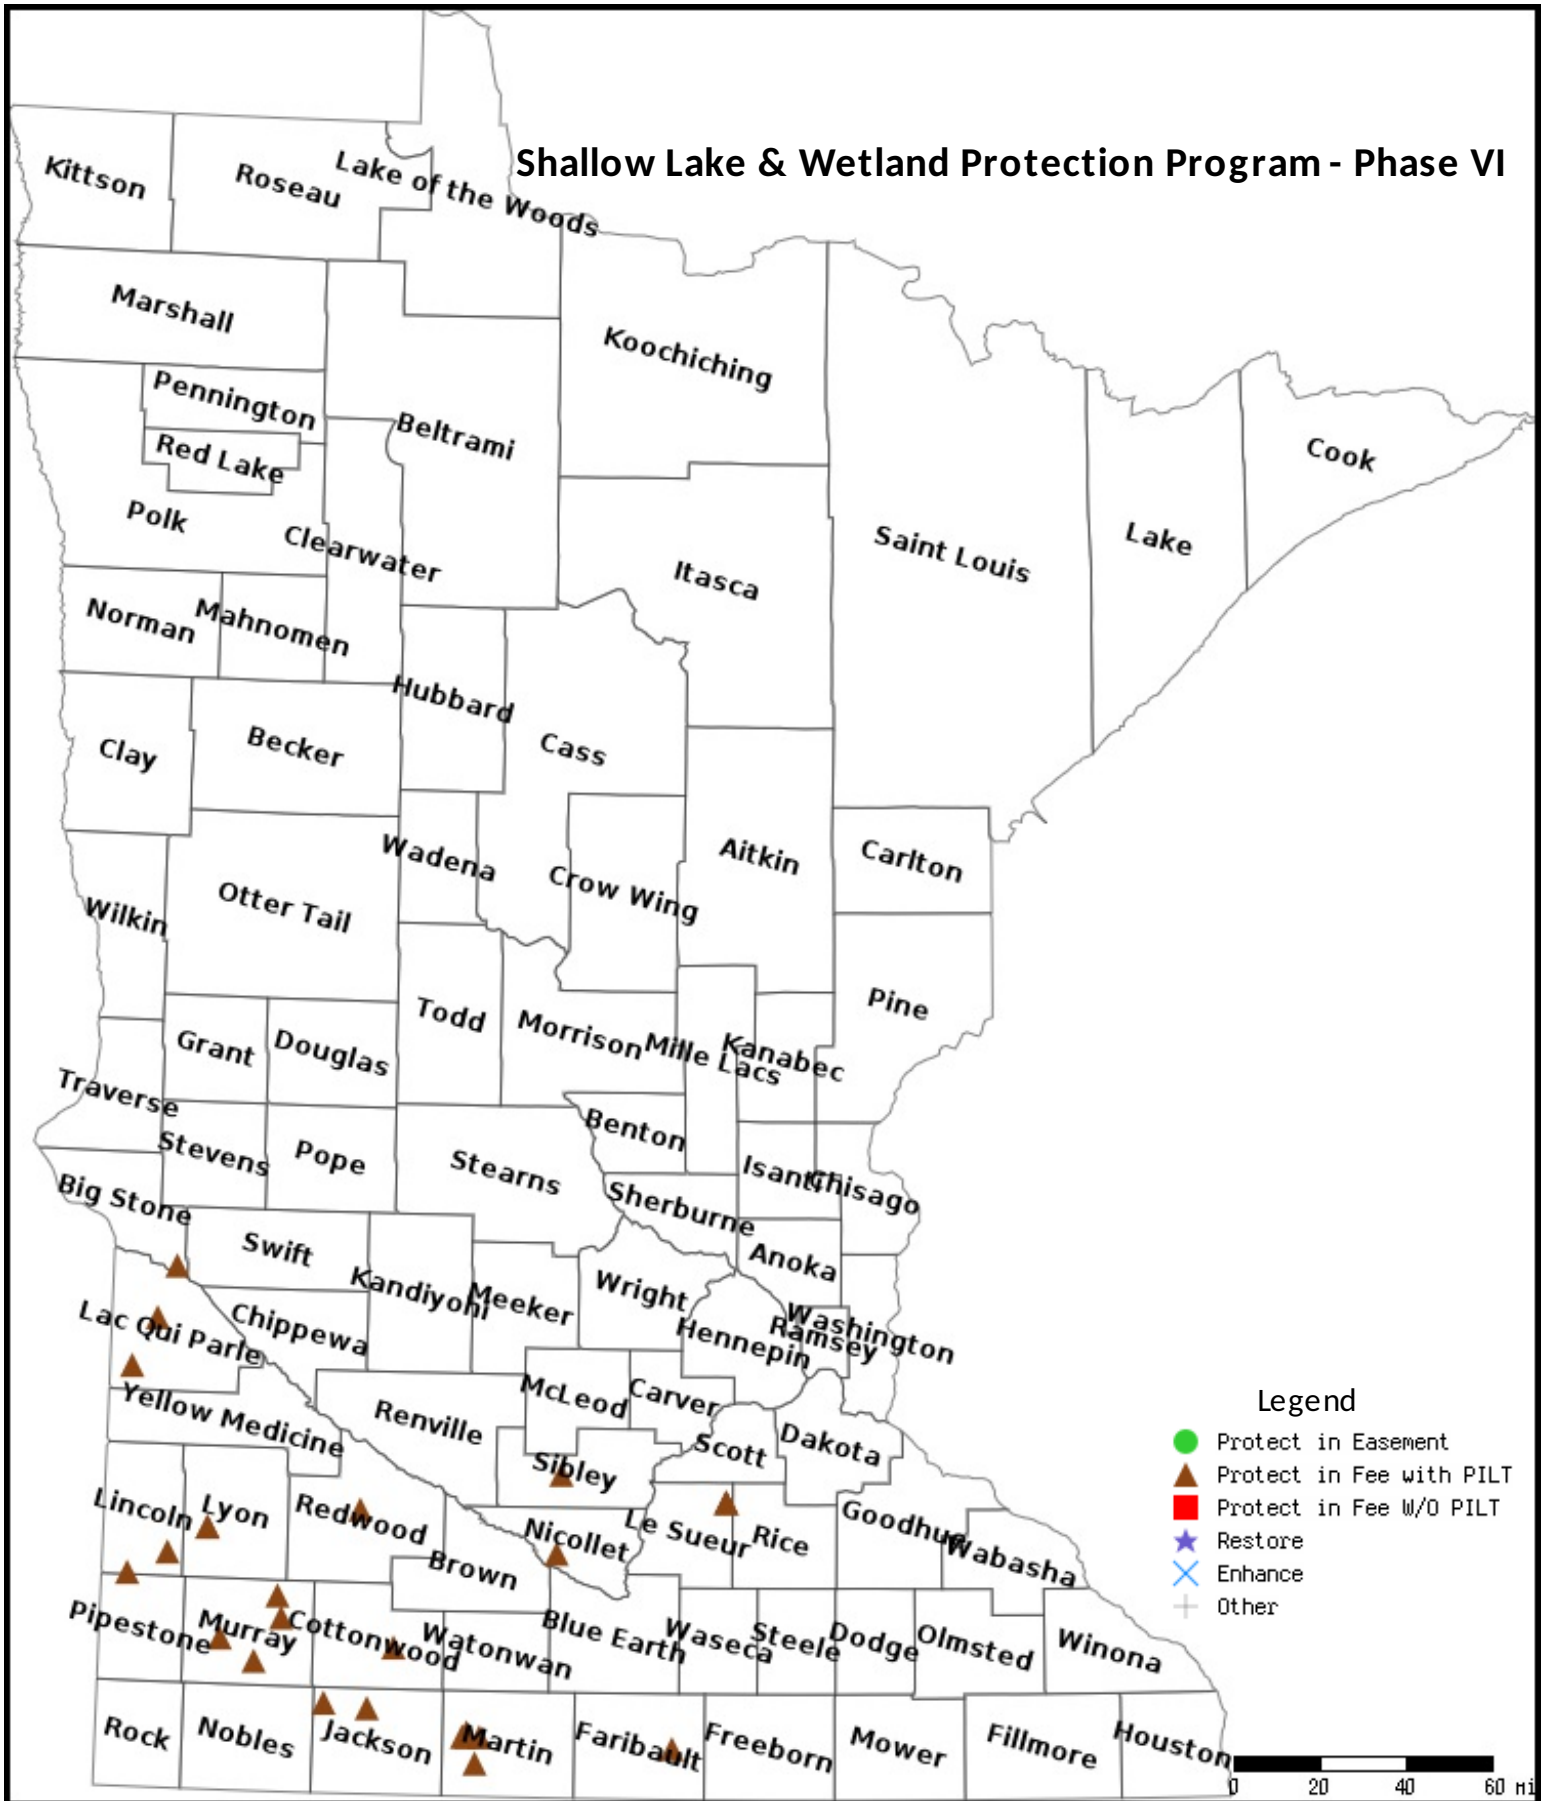 Shallow Lake & Wetland Protection Program - Phase VI
Kittson
Roseau
Lake of the Woods
Marshall
Koochiching
Pennington
Beltrami
Red Lake
Cook
Polk
Clearwater
Saint Louis
Lake
Itasca
Norman
Mahnomen
Hubbard
Clay
Becker
Cass
Wadena
Aitkin
Carlton
Otter Tail
Crow Wing
Wilkin
Todd
Pine
Grant
Douglas
Morrison
Mille Lacs
Kanabec
Traverse
Stevens
Pope
Stearns
Benton
Isanti
Chisago
Big Stone
Sherburne
Swift
Anoka
Kandiyohi
Meeker
Wright
Washington
Ramsey
Hennepin
Lac Qui Parle
Chippewa
McLeod
Carver
Yellow Medicine
Renville
Scott
Dakota
Sibley
Lincoln
Lyon
Redwood
Nicollet
Le Sueur
Rice
Goodhue
Wabasha
Brown
Pipestone
Murray
Cottonwood
Watonwan
Blue Earth
Waseca
Steele
Dodge
Olmsted
Winona
Rock
Nobles
Jackson
Martin
Faribault
Freeborn
Mower
Fillmore
Houston
Legend
Protect in Easement
Protect in Fee with PILT
Protect in Fee W/O PILT
Restore
Enhance
Other
0 20 40 60 mi